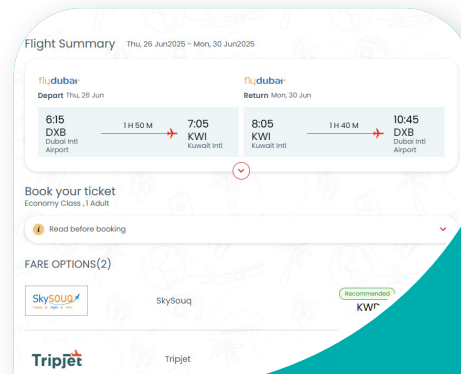 Flight Summary Thu, 26 Jun2025 - Mon, 30 Jun2025
flydubai flydubai
Depart Thu, 26 Jun Return Mon, 30 Jun
6:15 1 H 50 M 7:05 8:05 1 H 40 M 10:45
DXB KWI KWI DXB
Dubai Intl Kuwait Intl Kuwait Intl Dubai Intl
Airport Airport
Book your ticket
Economy Class , 1 Adult
i Read before booking
FARE OPTIONS(2)
Recommended
SkySOUQ SkySouq
Tripjet Tripjet